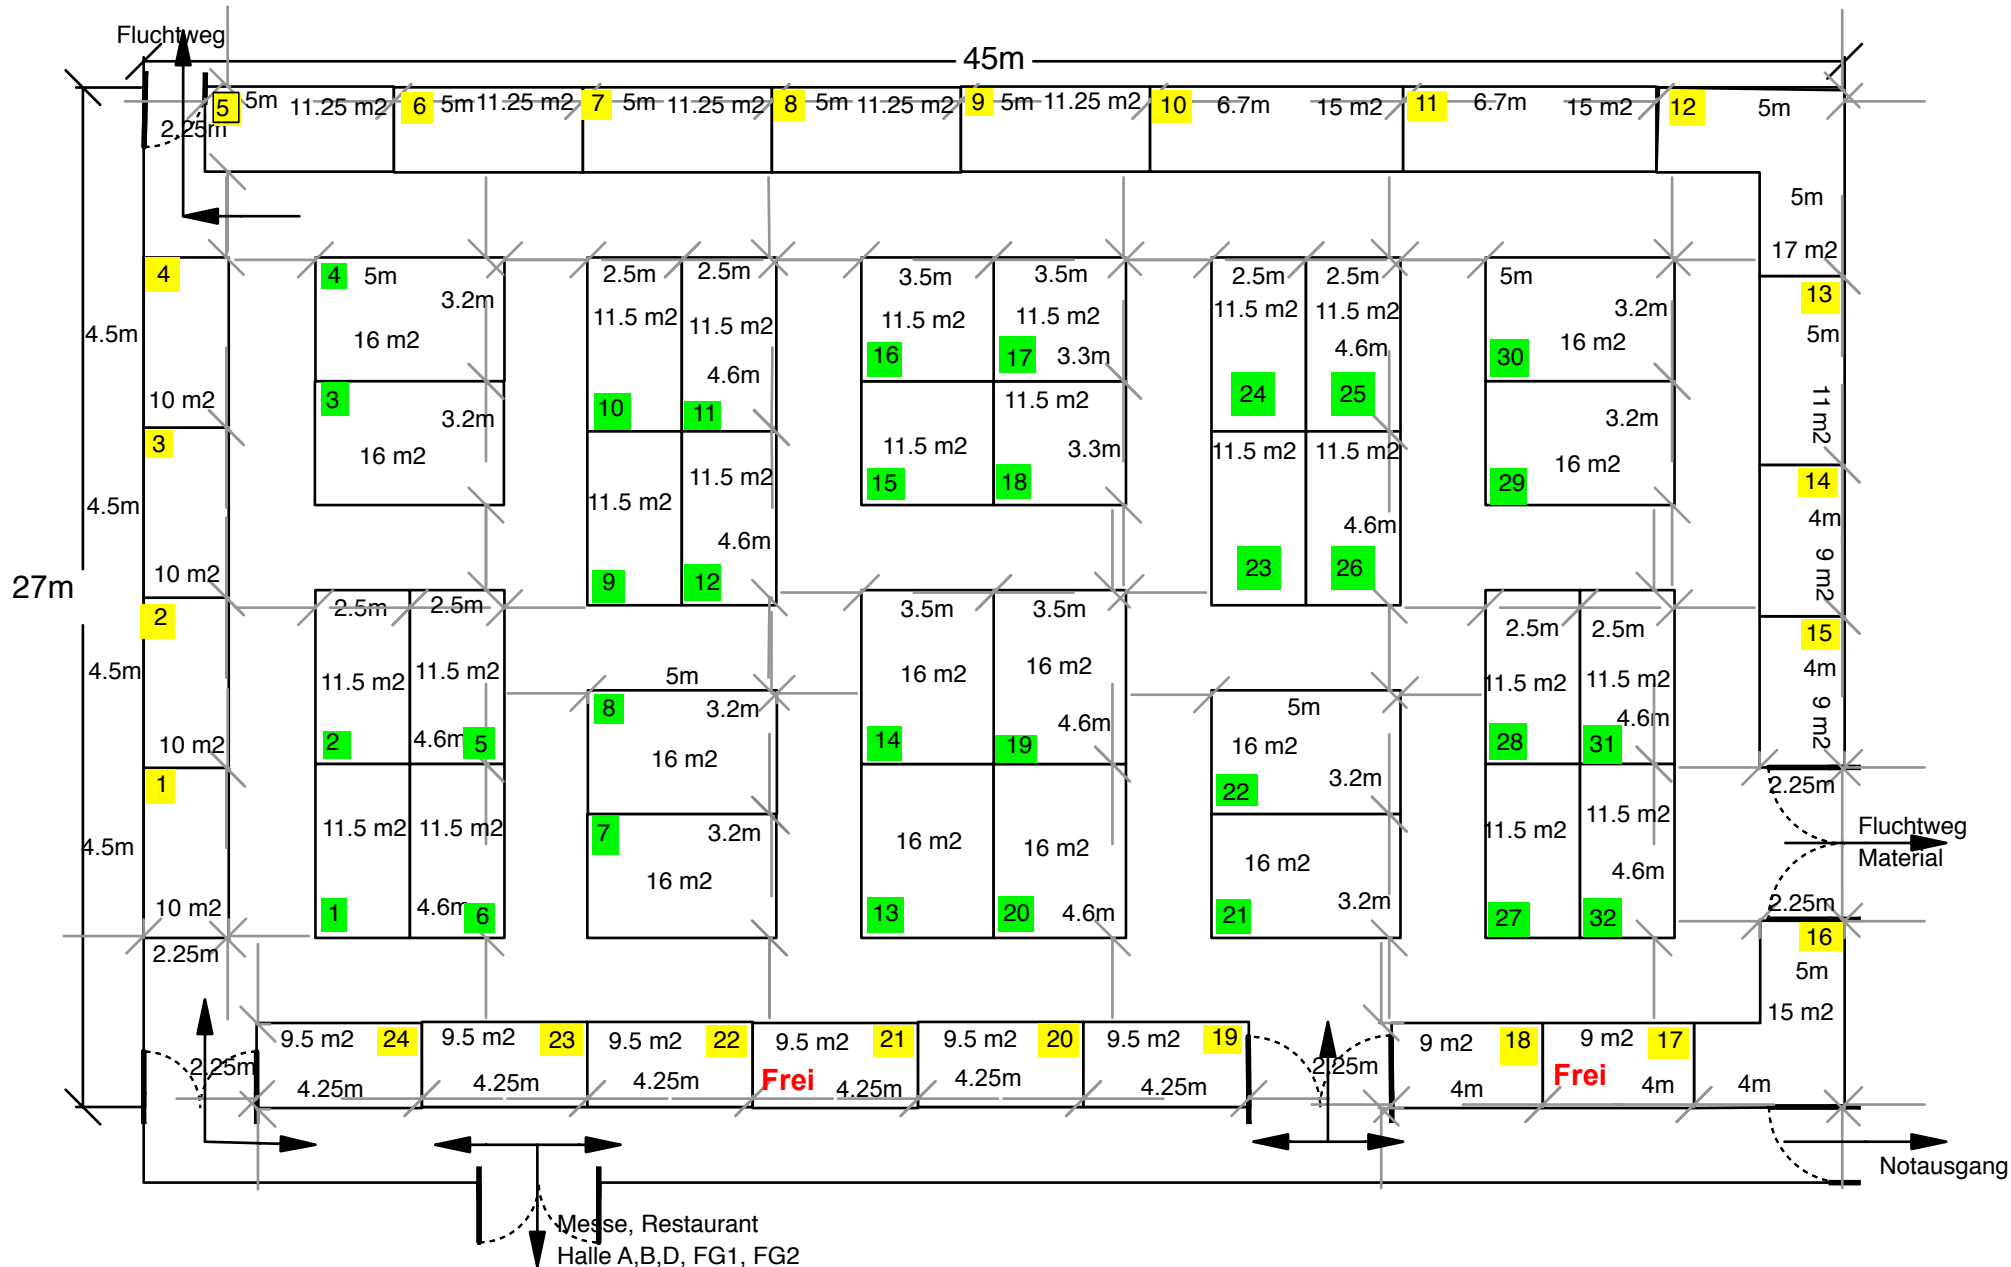 Fluchtweg
45m
5 5m 11.25 m2
6 5m 11.25 m2
7 5m 11.25 m2
8 5m 11.25 m2
9 5m 11.25 m2
10 6.7m 15 m2
11 6.7m 15 m2
12 5m
2.25m
5m
17 m2
4
4.5m
10 m2
3
4.5m
10 m2
27m
2
4.5m
10 m2
1
4.5m
10 m2
2.25m
4 5m
3.2m
16 m2
3
3.2m
16 m2
2.5m 2.5m
11.5 m2 11.5 m2
2 4.6m 5
11.5 m2 11.5 m2
1 4.6m 6
2.5m 2.5m
11.5 m2 11.5 m2
4.6m
10 11
11.5 m2 11.5 m2
4.6m
9 12
5m
8 3.2m
16 m2
7 3.2m
16 m2
3.5m 3.5m
11.5 m2 11.5 m2
16 17 3.3m
11.5 m2
11.5 m2 3.3m
15 18
3.5m 3.5m
16 m2 16 m2
4.6m
14 19
16 m2 16 m2
13 20 4.6m
2.5m 2.5m
11.5 m2 11.5 m2
4.6m
24 25
11.5 m2 11.5 m2
4.6m
23 26
5m
16 m2
22 3.2m
16 m2
21 3.2m
5m
3.2m
16 m2
30
3.2m
16 m2
29
2.5m 2.5m
11.5 m2 11.5 m2
4.6m
28 31
11.5 m2 11.5 m2
4.6m
27 32
13
5m
11 m2
14
4m
9 m2
15
4m
9 m2
2.25m
Fluchtweg
Material
2.25m
16
5m
15 m2
2.25m
9.5 m2 24
4.25m
9.5 m2 23
4.25m
9.5 m2 22
4.25m
9.5 m2 21
Frei 4.25m
9.5 m2 20
4.25m
9.5 m2 19
4.25m
2.25m
9 m2 18
4m
9 m2 17
Frei 4m
4m
Notausgang
Messe, Restaurant
Halle A,B,D, FG1, FG2